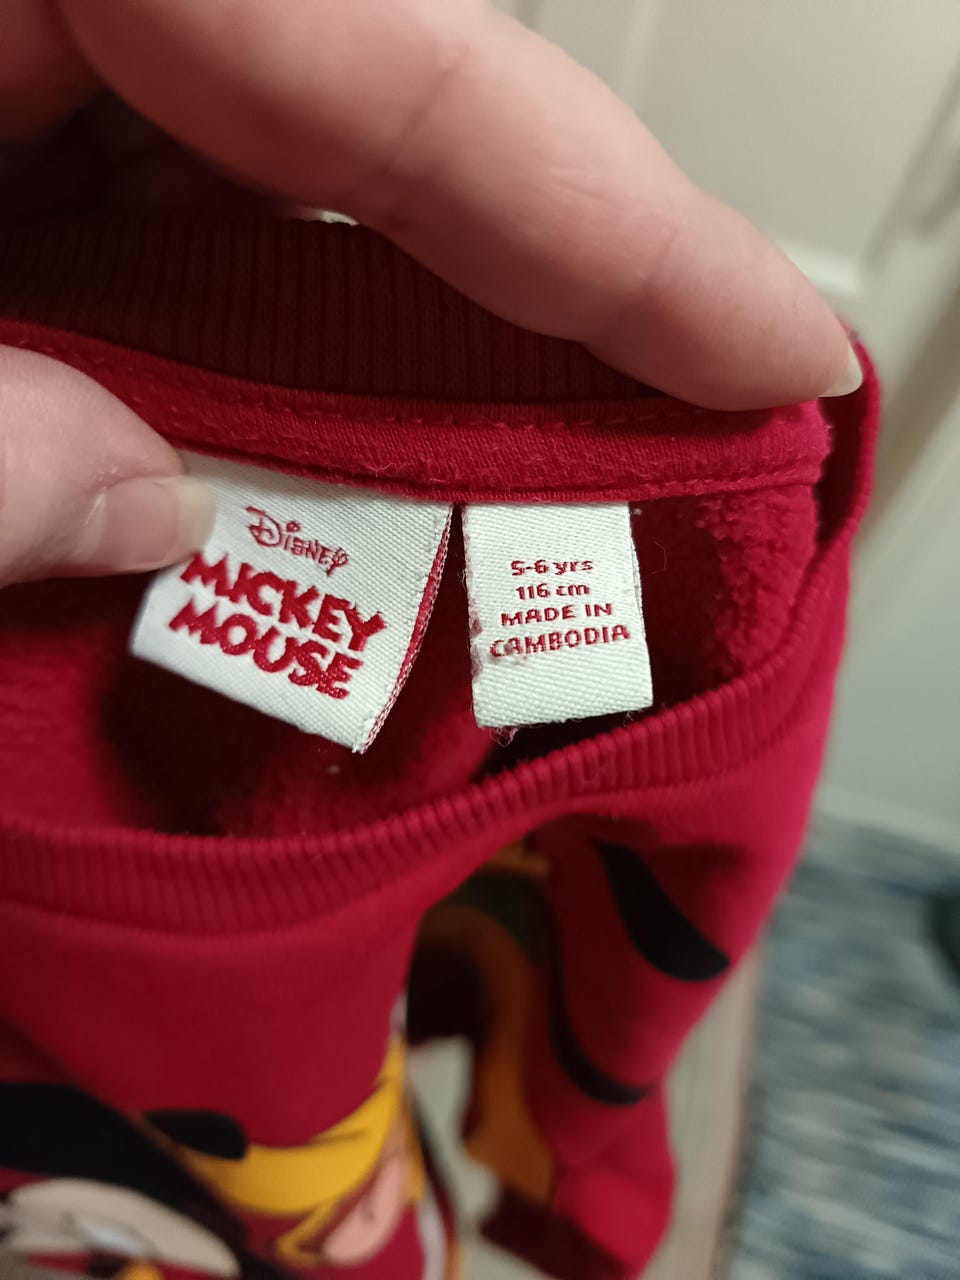 Disney
MICKEY
MOUSE
5-6 yrs
116 cm
MADE IN
CAMBODIA